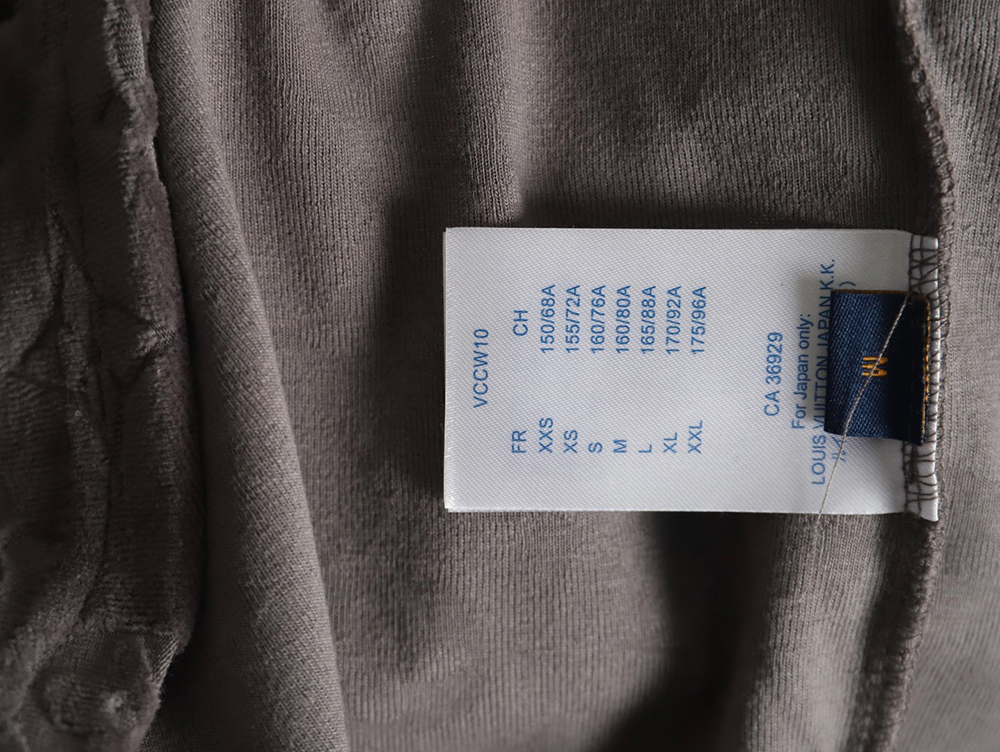 VCCW10
FR CH
XXS 150/68A
XS 155/72A
S 160/76A
M 160/80A
L 165/88A
XL 170/92A
XXL 175/96A
CA 36929
For Japan only:
LOUIS VUITTON JAPAN K.K.
M